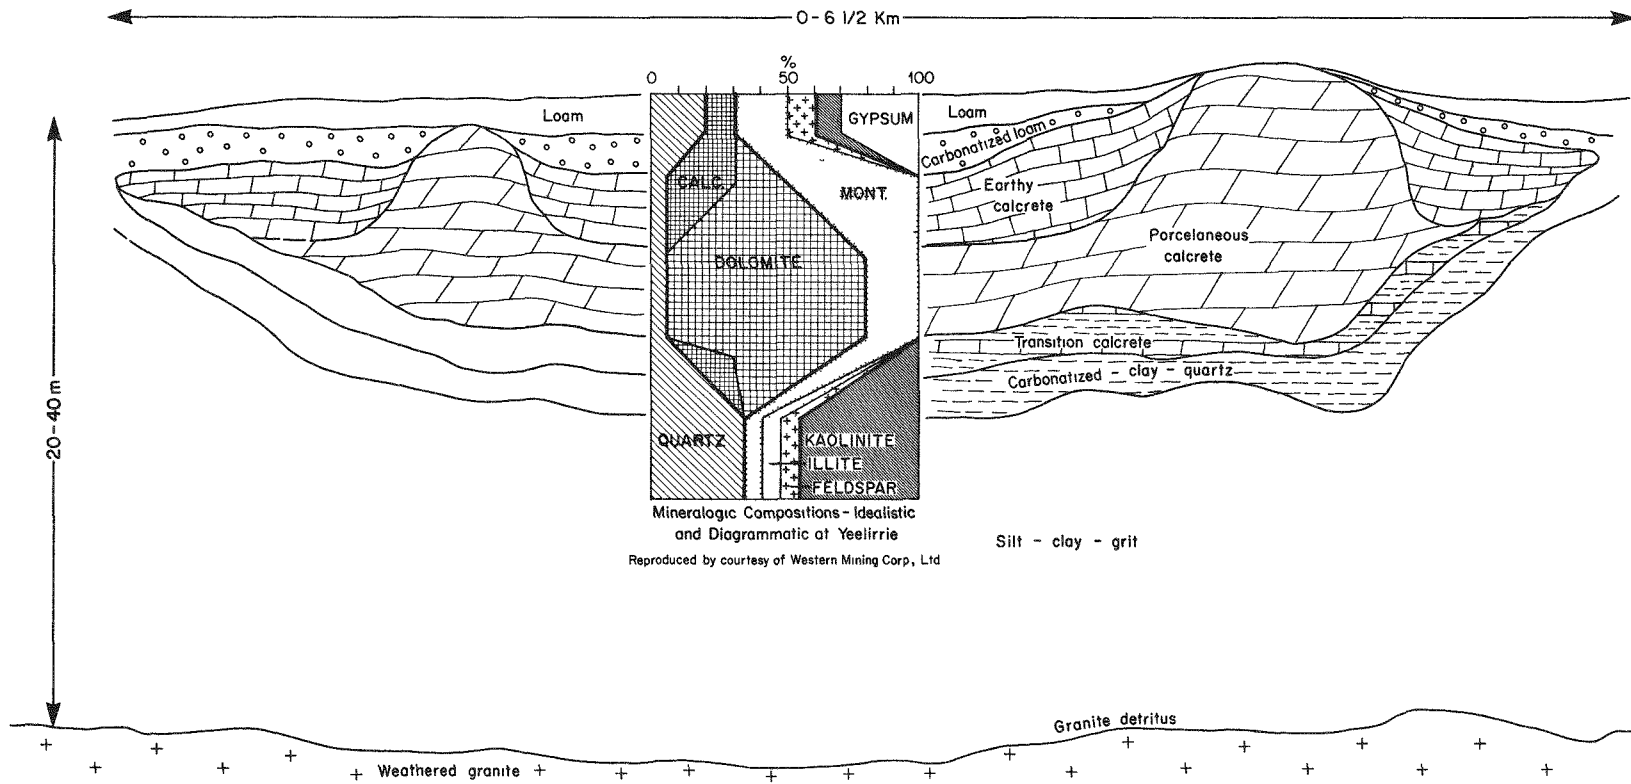 0-6 1/2 Km
%
0
50
100
Loam
GYPSUM
Loam
Carbonatized loam
CALC.
MONT.
Earthy
calcrete
DOLOMITE
Porcelaneous
calcrete
Transition calcrete
Carbonatized - clay - quartz
20-40 m
QUARTZ
KAOLINITE
ILLITE
FELDSPAR
Mineralogic Compositions - Idealistic
and Diagrammatic at Yeelirrie
Reproduced by courtesy of Western Mining Corp, Ltd
Silt - clay - grit
Granite detritus
Weathered granite